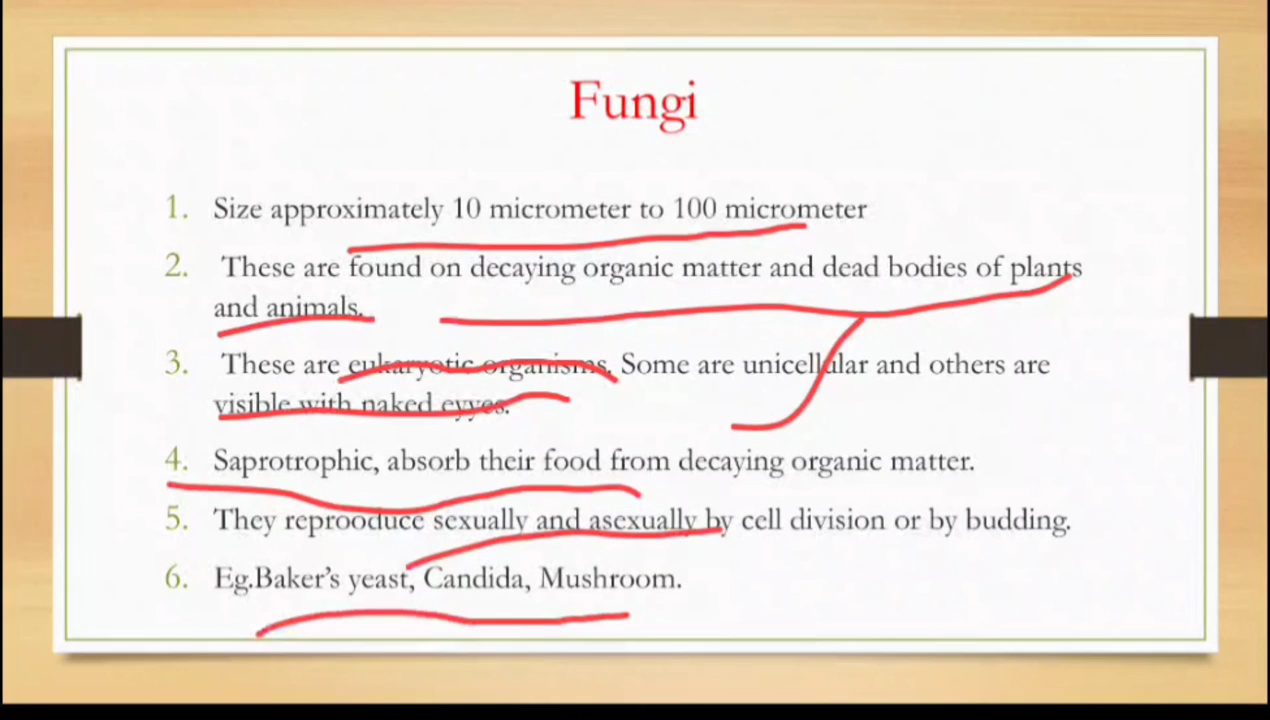 Fungi
1. Size approximately 10 micrometer to 100 micrometer
2. These are found on decaying organic matter and dead bodies of plants
and animals.
3. These are eukaryotic organisms. Some are unicellular and others are
visible with naked eyyes.
4. Saprotrophic, absorb their food from decaying organic matter.
5. They reprooduce sexually and asexually by cell division or by budding.
6. Eg.Baker's yeast, Candida, Mushroom.